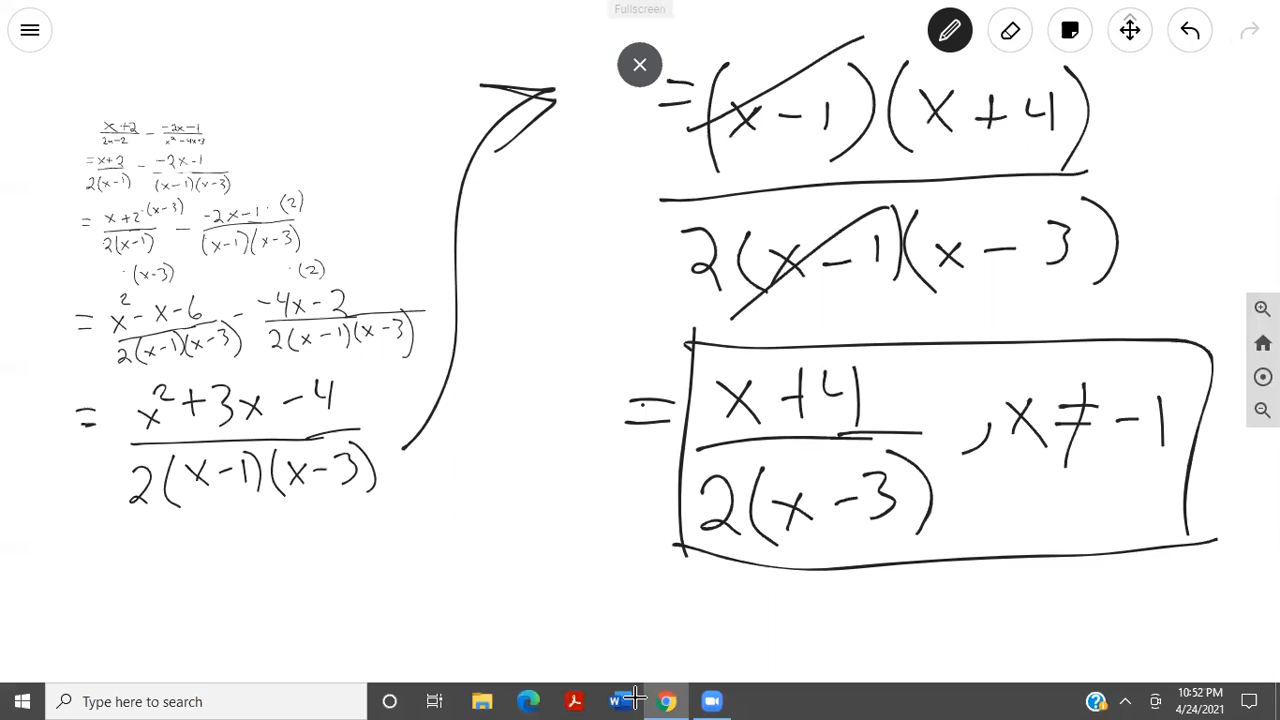 Fullscreen
x+2/2x-2 - -2x-1/x²-4x+3
= x+2/2(x-1) - -2x-1/(x-1)(x-3)
= x+2·(x-3)/2(x-1)·(x-3) - -2x-1·(2)/(x-1)(x-3)·(2)
= x²-x-6/2(x-1)(x-3) - -4x-2/2(x-1)(x-3)
= x²+3x-4/2(x-1)(x-3)
= (x-1)(x+4)/2(x-1)(x-3)
= x+4/2(x-3), x≠-1
Type here to search
10:52 PM
4/24/2021